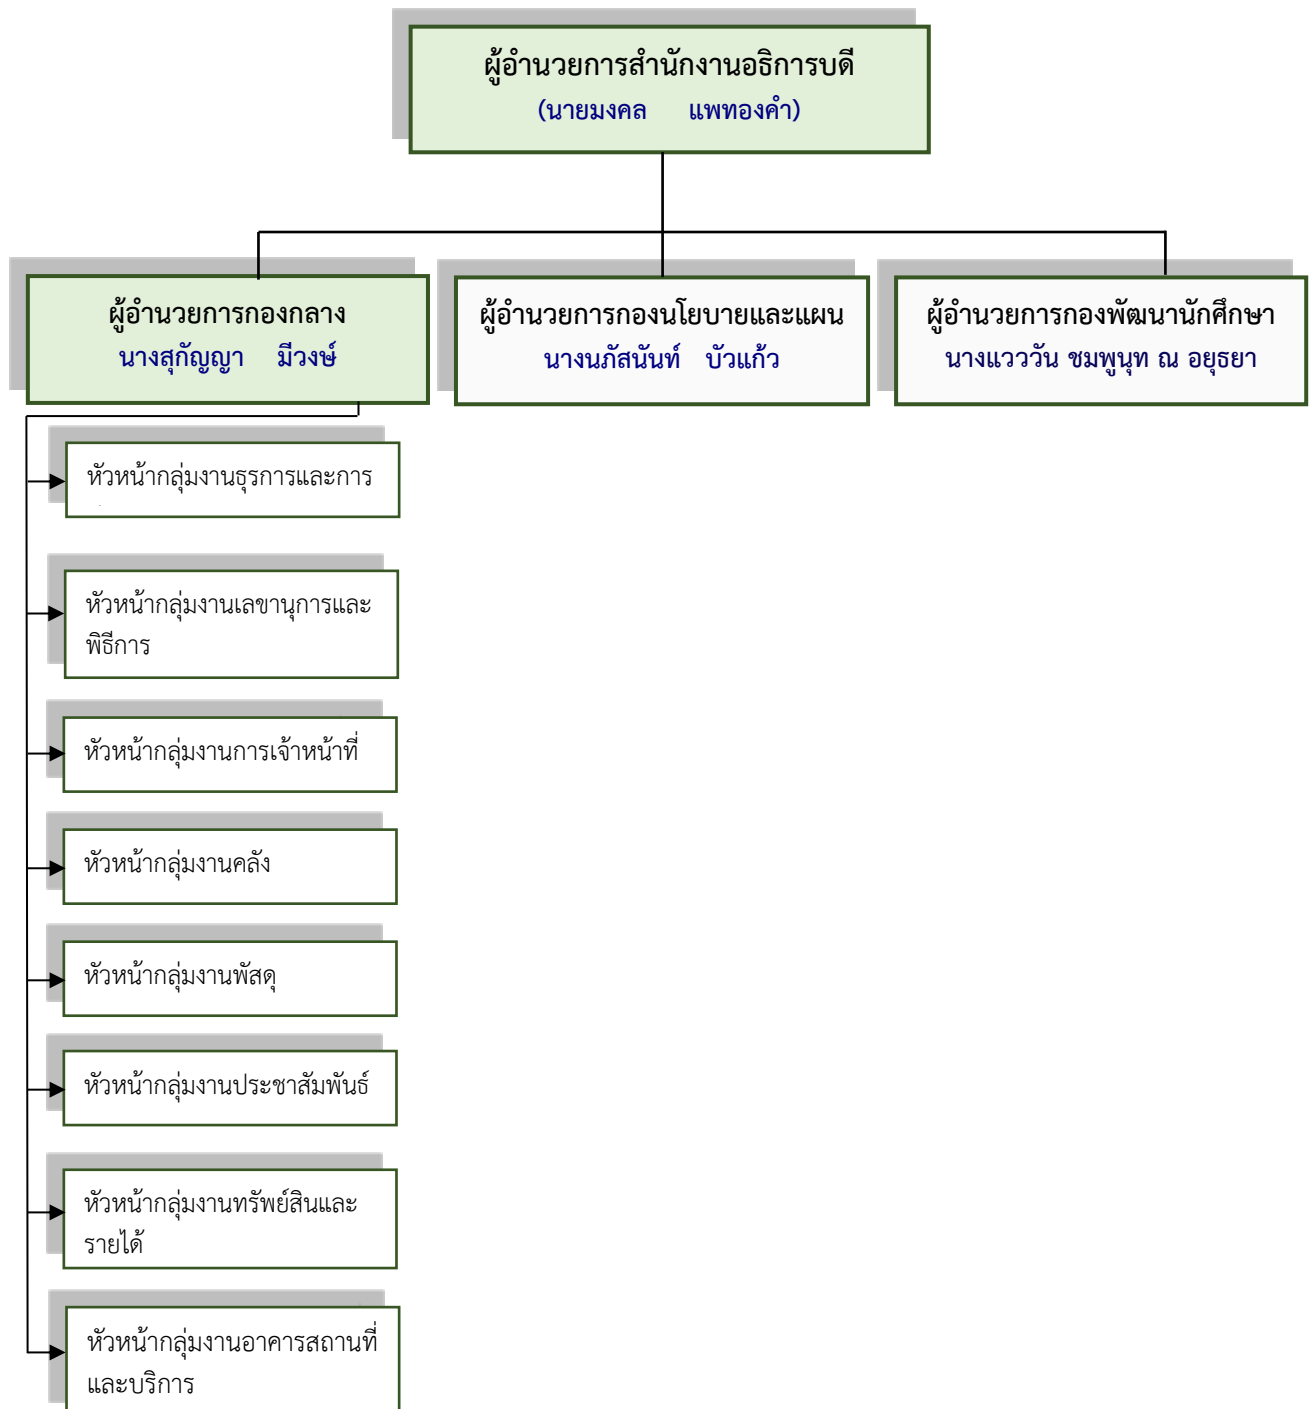 ผู้อำนวยการสำนักงานอธิการบดี
(นายมงคล แพทองคำ)
ผู้อำนวยการกองกลาง
นางสุกัญญา มีวงษ์
ผู้อำนวยการกองนโยบายและแผน
นางนภัสนันท์ บัวแก้ว
ผู้อำนวยการกองพัฒนานักศึกษา
นางแวววัน ชมพูนุท ณ อยุธยา
หัวหน้ากลุ่มงานธุรการและการ
หัวหน้ากลุ่มงานเลขานุการและ
พิธีการ
หัวหน้ากลุ่มงานการเจ้าหน้าที่
หัวหน้ากลุ่มงานคลัง
หัวหน้ากลุ่มงานพัสดุ
หัวหน้ากลุ่มงานประชาสัมพันธ์
หัวหน้ากลุ่มงานทรัพย์สินและ
รายได้
หัวหน้ากลุ่มงานอาคารสถานที่
และบริการ